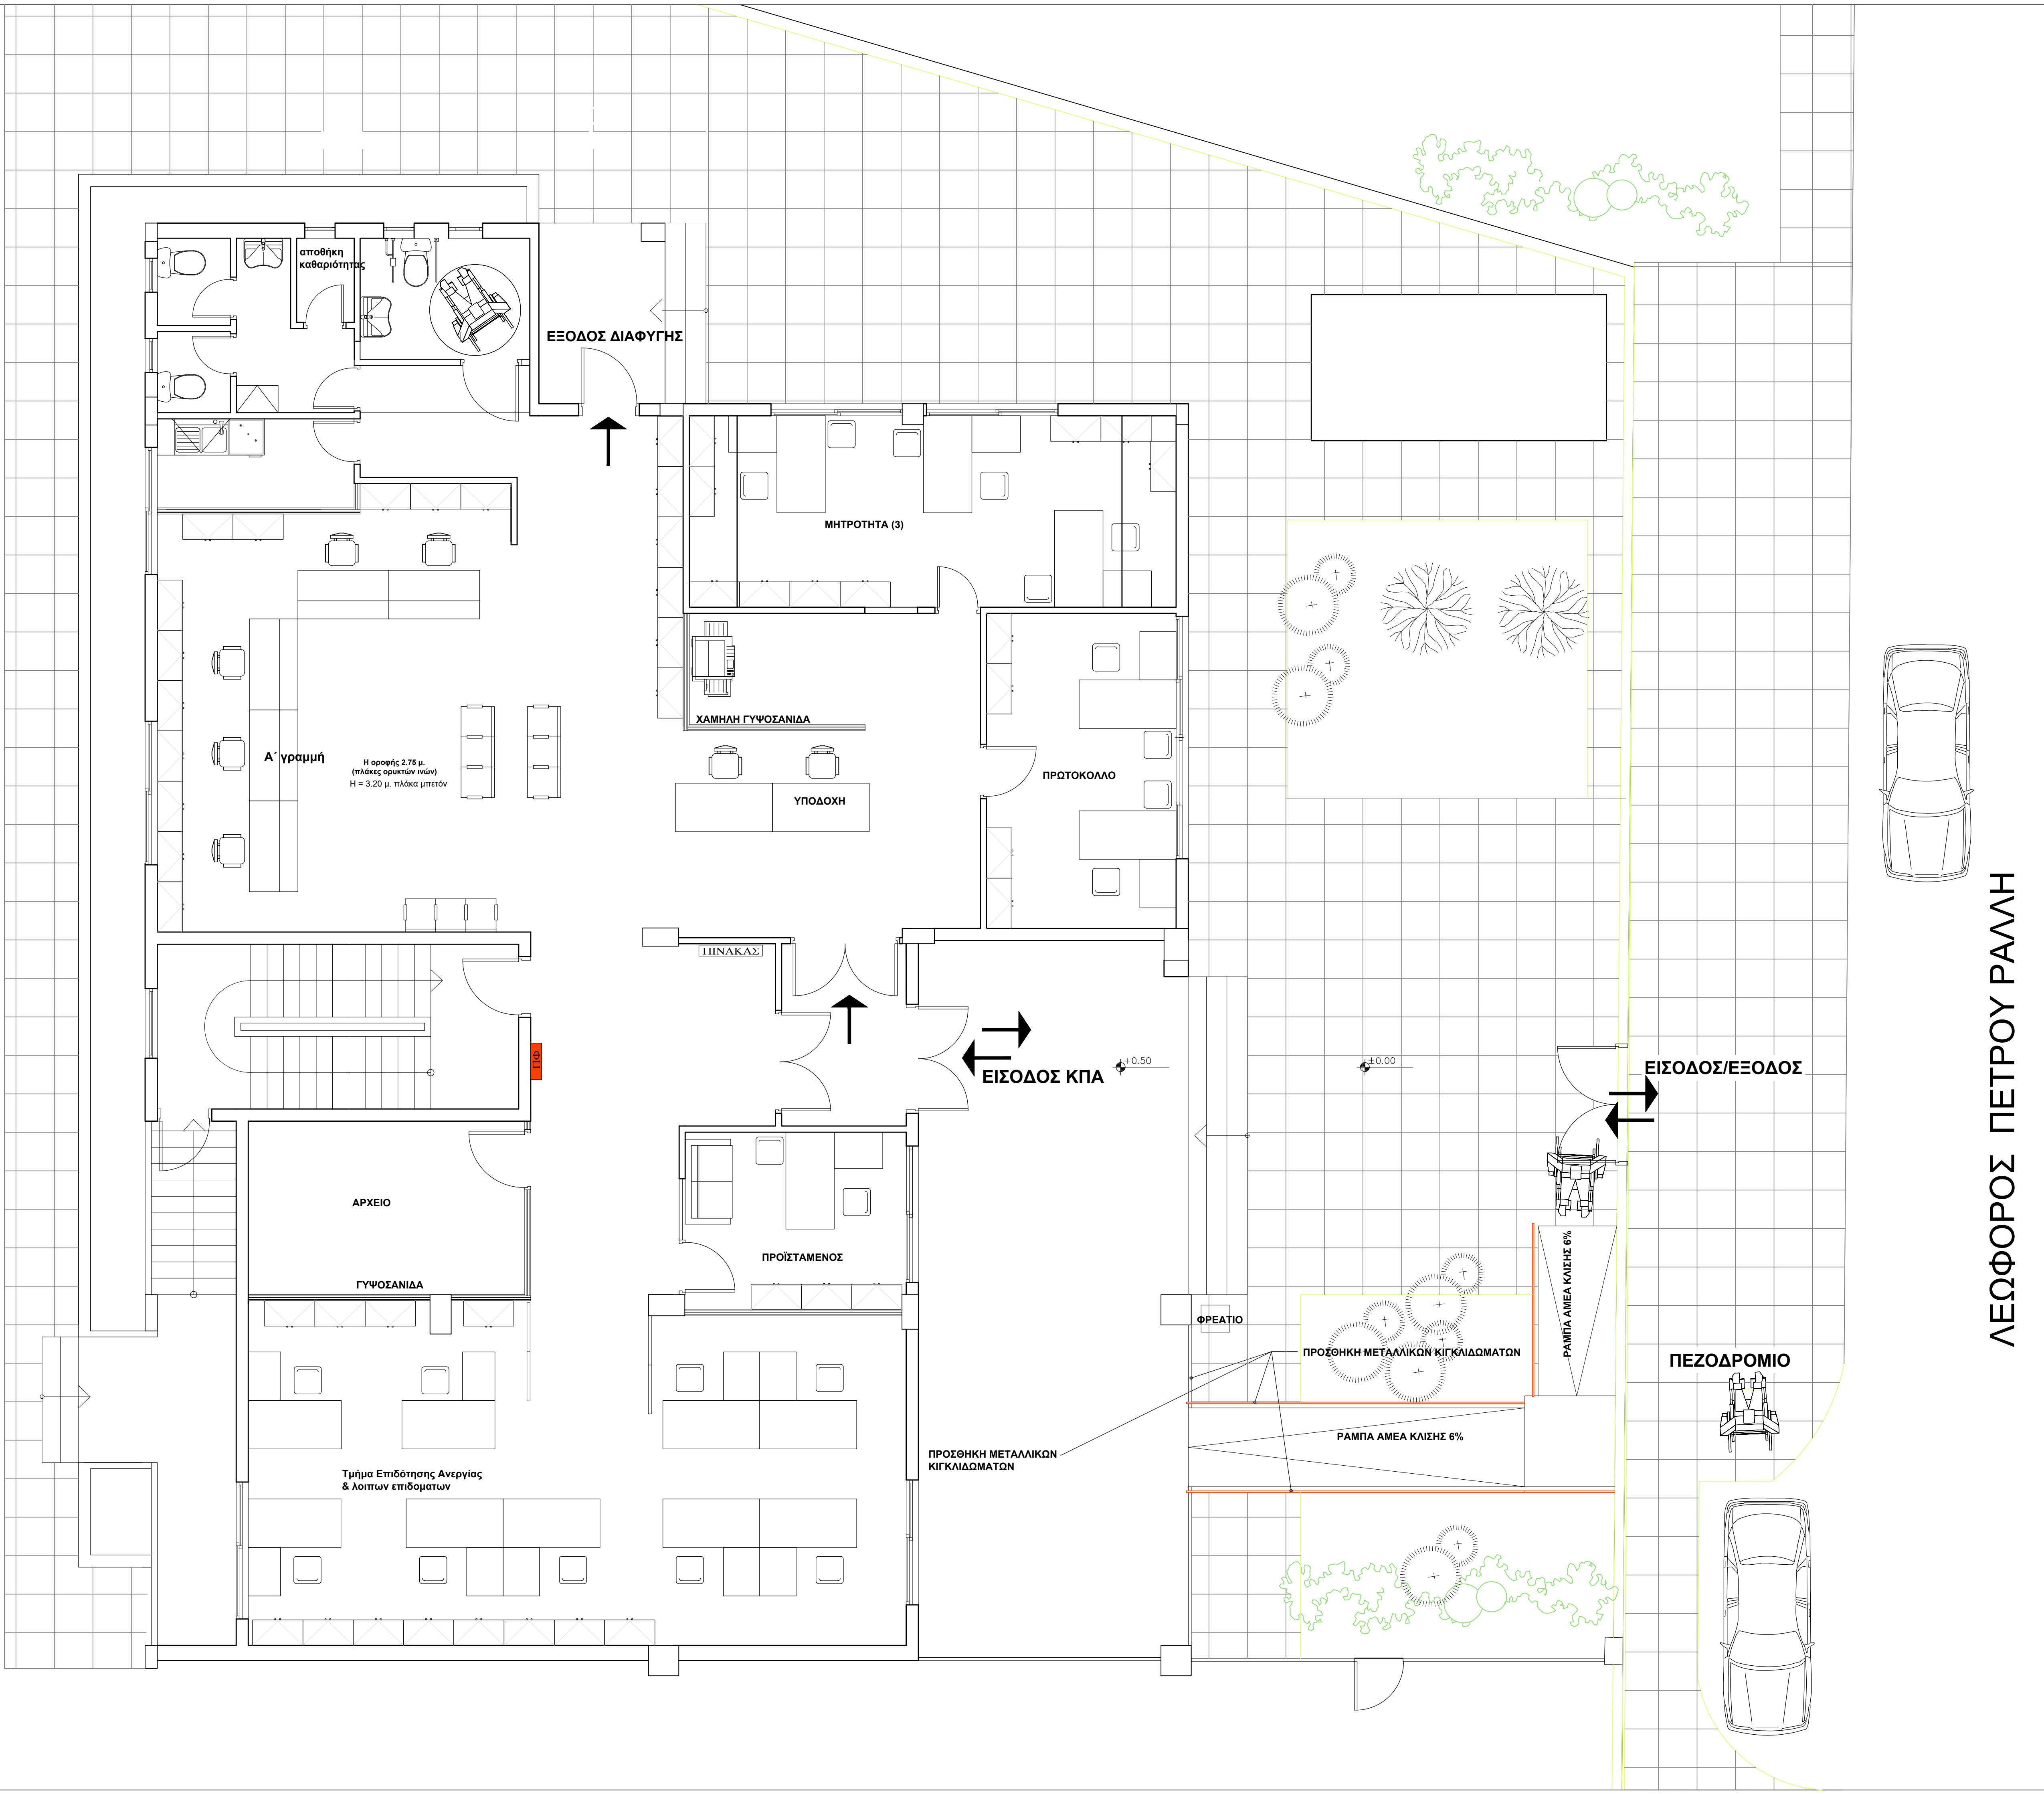 αποθήκη
καθαριότητας
ΕΞΟΔΟΣ ΔΙΑΦΥΓΗΣ
ΜΗΤΡΟΤΗΤΑ (3)
ΧΑΜΗΛΗ ΓΥΨΟΣΑΝΙΔΑ
Α΄ γραμμή
Η οροφής 2.75 μ.
(πλάκες ορυκτών ινών)
Η = 3.20 μ. πλάκα μπετόν
ΥΠΟΔΟΧΗ
ΠΡΩΤΟΚΟΛΛΟ
ΠΙΝΑΚΑΣ
ΠΦ
ΕΙΣΟΔΟΣ ΚΠΑ
+0.50
±0.00
ΕΙΣΟΔΟΣ/ΕΞΟΔΟΣ
ΛΕΩΦΟΡΟΣ ΠΕΤΡΟΥ ΡΑΛΛΗ
ΑΡΧΕΙΟ
ΠΡΟΪΣΤΑΜΕΝΟΣ
ΓΥΨΟΣΑΝΙΔΑ
ΡΑΜΠΑ ΑΜΕΑ ΚΛΙΣΗΣ 6%
ΦΡΕΑΤΙΟ
ΠΡΟΣΘΗΚΗ ΜΕΤΑΛΛΙΚΩΝ ΚΙΓΚΛΙΔΩΜΑΤΩΝ
ΠΕΖΟΔΡΟΜΙΟ
ΡΑΜΠΑ ΑΜΕΑ ΚΛΙΣΗΣ 6%
ΠΡΟΣΘΗΚΗ ΜΕΤΑΛΛΙΚΩΝ
ΚΙΓΚΛΙΔΩΜΑΤΩΝ
Τμήμα Επιδότησης Ανεργίας
& λοιπων επιδοματων